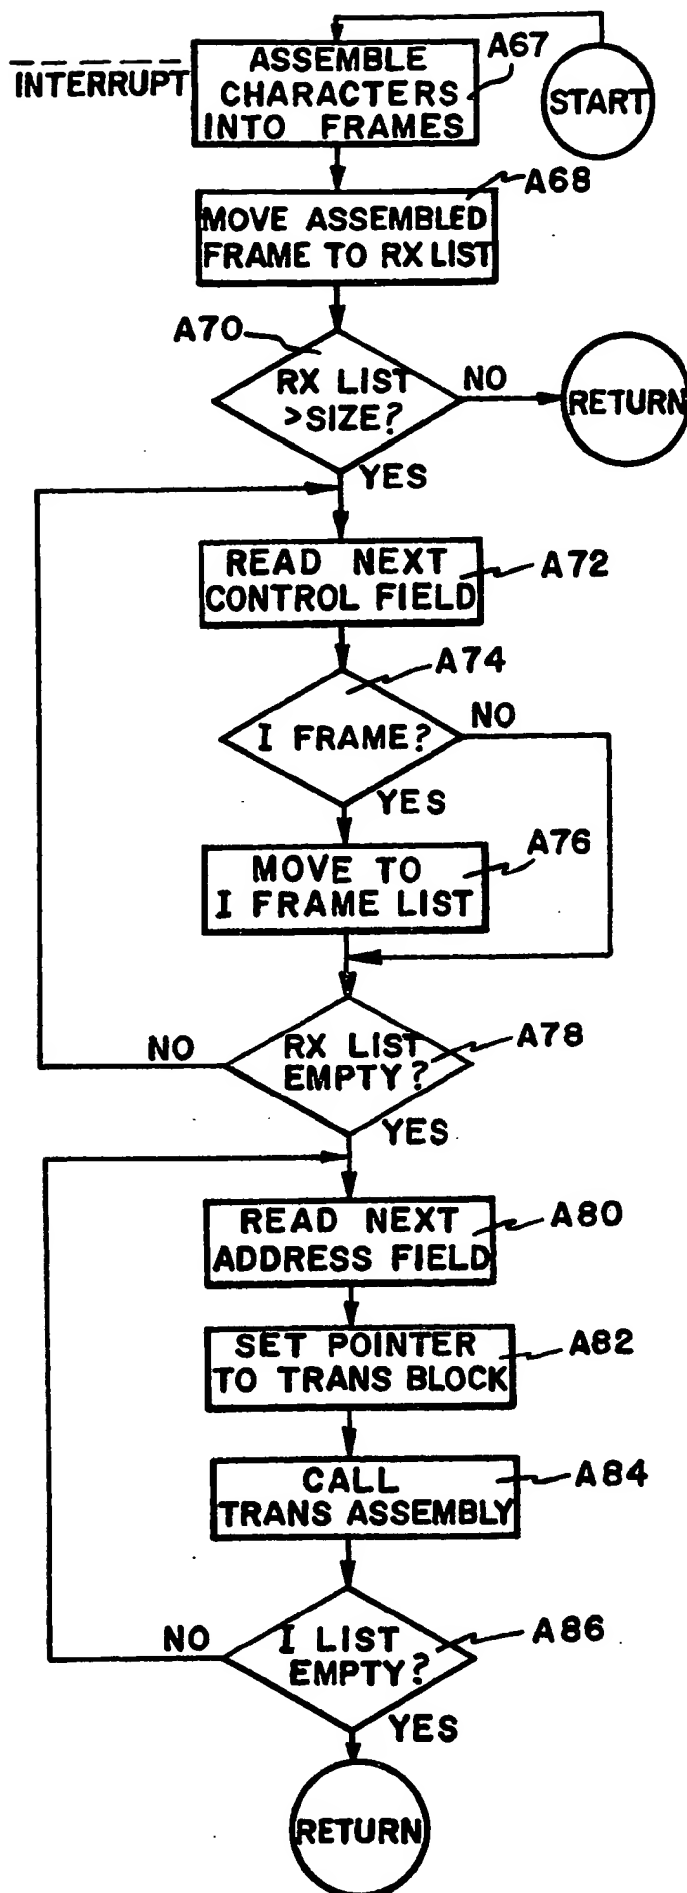 INTERRUPT
ASSEMBLE
CHARACTERS
INTO FRAMES
A67
START
A68
MOVE ASSEMBLED
FRAME TO RX LIST
A70
RX LIST
>SIZE?
NO
RETURN
YES
READ NEXT
CONTROL FIELD
A72
A74
I FRAME?
NO
YES
A76
MOVE TO
I FRAME LIST
NO
RX LIST
EMPTY?
A78
YES
READ NEXT
ADDRESS FIELD
A80
SET POINTER
TO TRANS BLOCK
A82
CALL
TRANS ASSEMBLY
A84
NO
I LIST
EMPTY?
A86
YES
RETURN